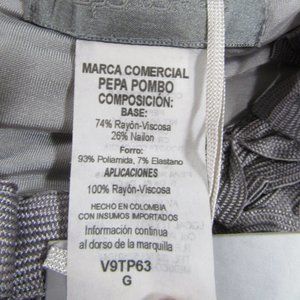 MARCA COMERCIAL
PEPA POMBO
COMPOSICIÓN:
BASE:
74% Rayón-Viscosa
26% Nailon
Forro:
93% Poliamida, 7% Elastano
APLICACIONES
100% Rayón-Viscosa
HECHO EN COLOMBIA
CON INSUMOS IMPORTADOS
Información continua
al dorso de la marquilla
V9TP63
G